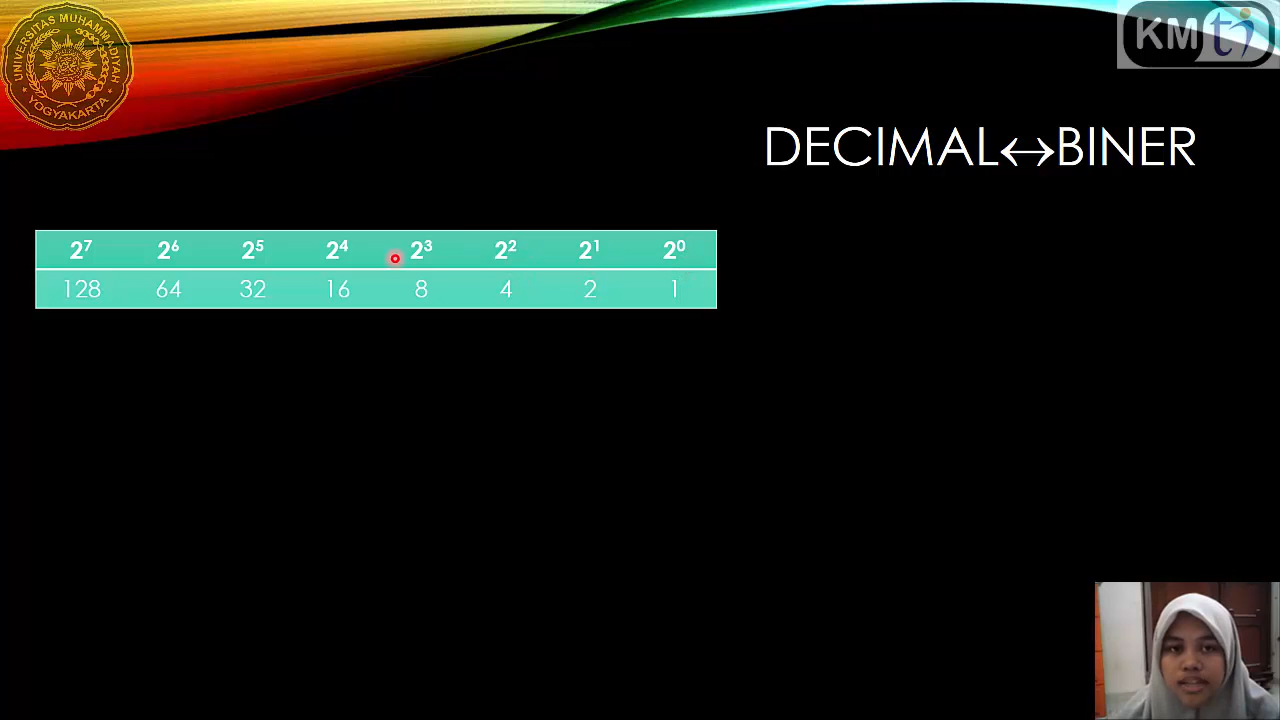 UNIVERSITAS MUHAMMADIYAH
YOGYAKARTA
KMti
DECIMAL↔BINER
2⁷ 2⁶ 2⁵ 2⁴ 2³ 2² 2¹ 2⁰
128 64 32 16 8 4 2 1